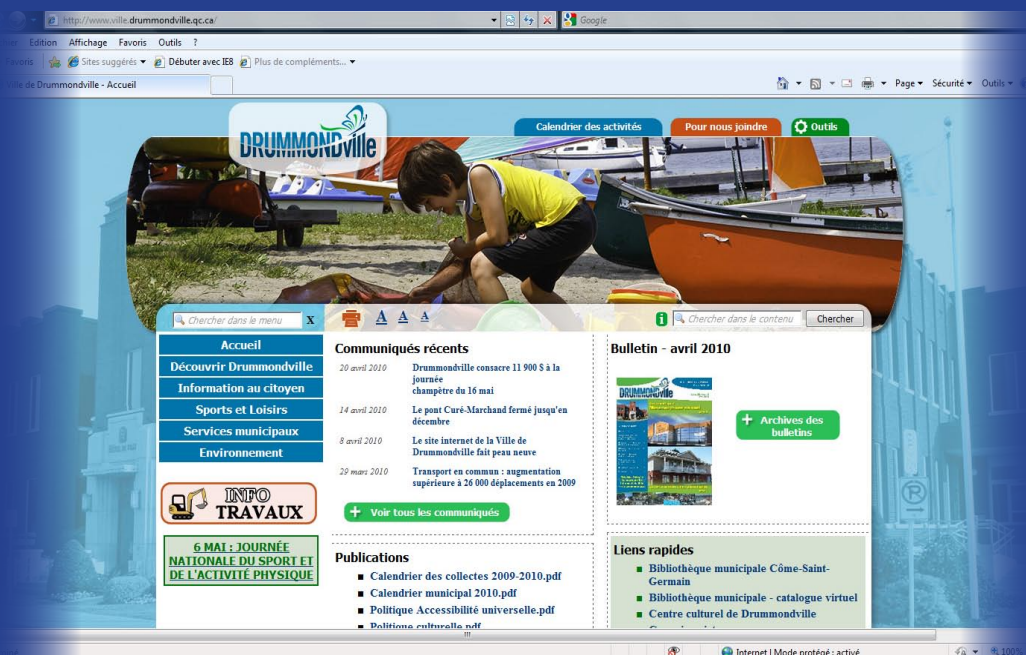 http://www.ville.drummondville.qc.ca/
Google
Edition Affichage Favoris Outils ?
Favoris Sites suggérés Débuter avec IE8 Plus de compléments...
Ville de Drummondville - Accueil
Page Sécurité Outils
DRUMMONDville
Calendrier des activités Pour nous joindre Outils
Chercher dans le menu X A A A i Chercher dans le contenu Chercher
Accueil
Découvrir Drummondville
Information au citoyen
Sports et Loisirs
Services municipaux
Environnement
INFO
TRAVAUX
6 MAI : JOURNÉE
NATIONALE DU SPORT ET
DE L'ACTIVITÉ PHYSIQUE
Communiqués récents
20 avril 2010 Drummondville consacre 11 900 $ à la
journée
champêtre du 16 mai
14 avril 2010 Le pont Curé-Marchand fermé jusqu'en
décembre
8 avril 2010 Le site internet de la Ville de
Drummondville fait peau neuve
29 mars 2010 Transport en commun : augmentation
supérieure à 26 000 déplacements en 2009
+ Voir tous les communiqués
Publications
Calendrier des collectes 2009-2010.pdf
Calendrier municipal 2010.pdf
Politique Accessibilité universelle.pdf
Politique culturelle.pdf
Bulletin - avril 2010
DRUMMONDville
+ Archives des
bulletins
Liens rapides
Bibliothèque municipale Côme-Saint-
Germain
Bibliothèque municipale - catalogue virtuel
Centre culturel de Drummondville
P
Internet | Mode protégé : activé
100%